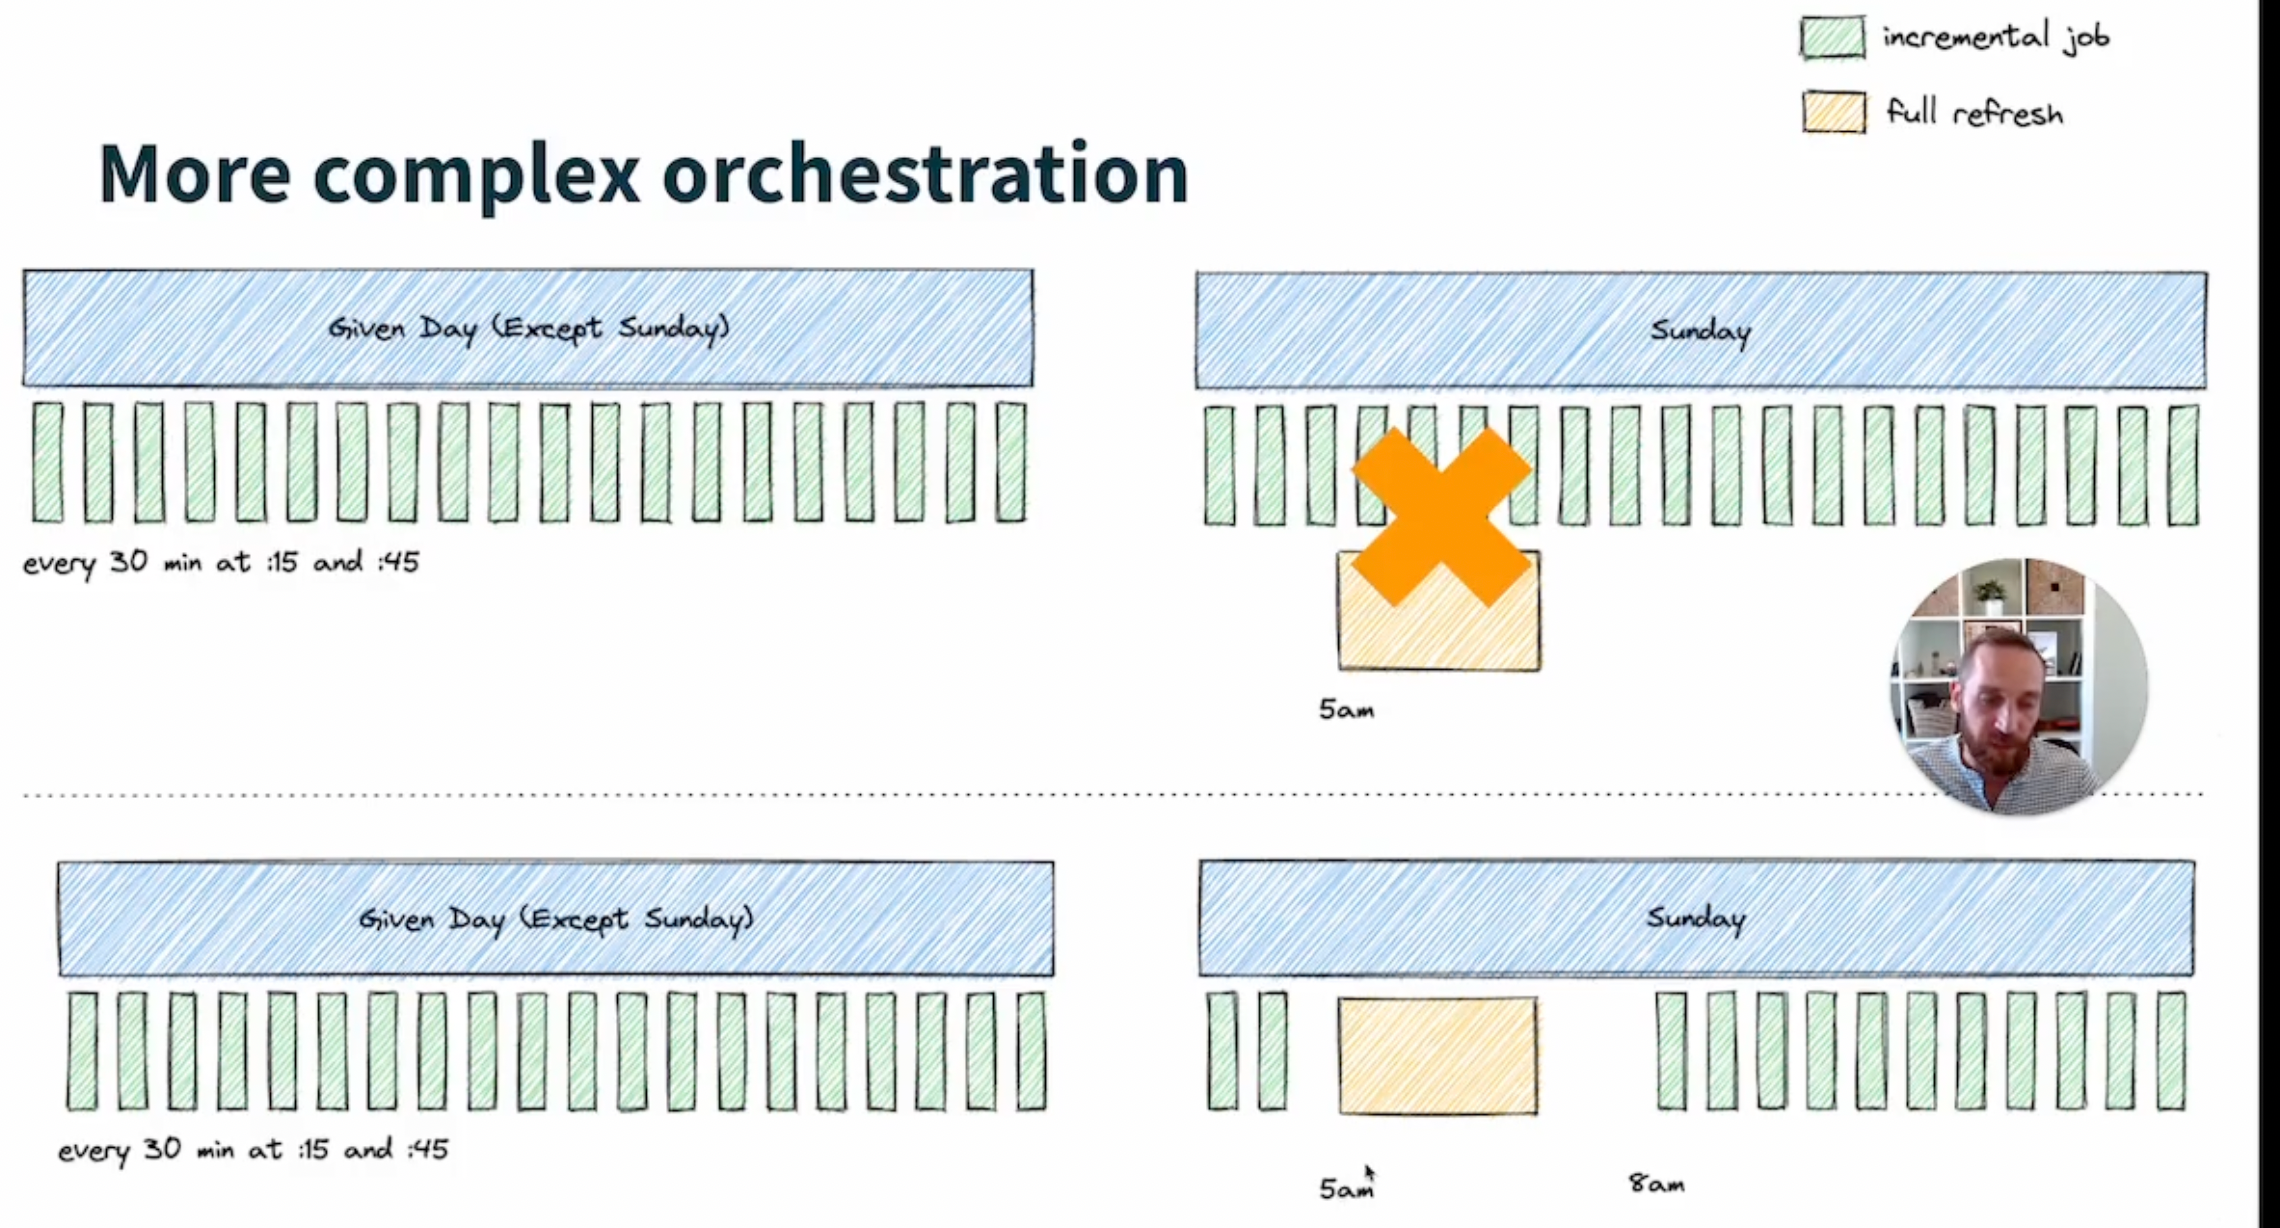 incremental job
full refresh
More complex orchestration
Given Day (Except Sunday)
Sunday
every 30 min at :15 and :45
5am
Given Day (Except Sunday)
Sunday
every 30 min at :15 and :45
5am
8am